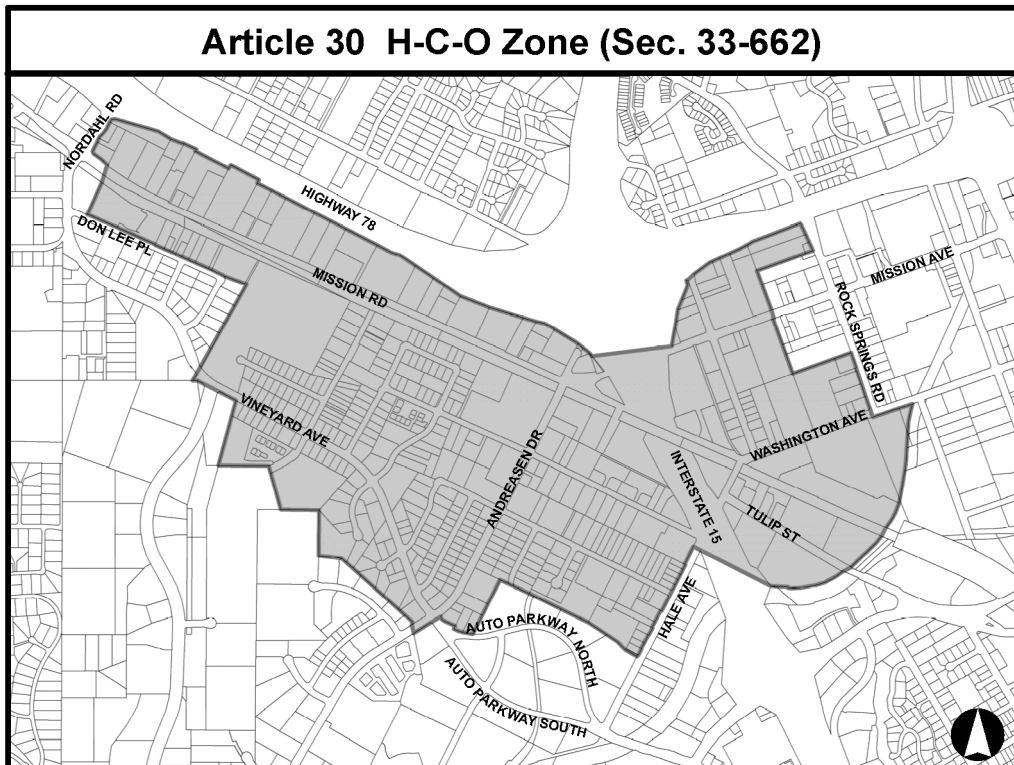 Article 30 H-C-O Zone (Sec. 33-662)
NORDAHL RD
HIGHWAY 78
DON LEE PL
MISSION RD
MISSION AVE
ROCK SPRINGS RD
VINEYARD AVE
WASHINGTON AVE
ANDREASEN DR
INTERSTATE 15
TULIP ST
HALE AVE
AUTO PARKWAY NORTH
AUTO PARKWAY SOUTH